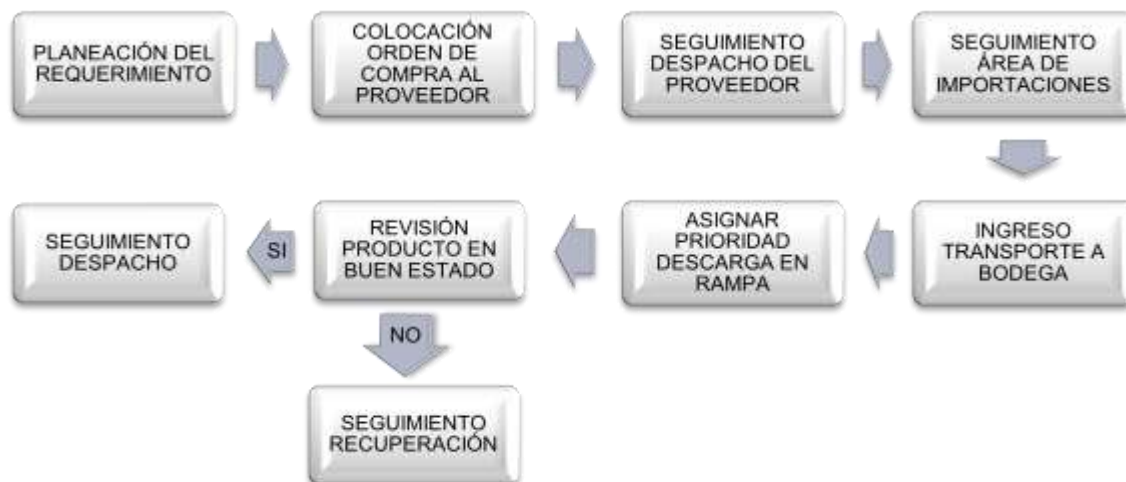 PLANEACIÓN DEL
REQUERIMIENTO
COLOCACIÓN
ORDEN DE
COMPRA AL
PROVEEDOR
SEGUIMIENTO
DESPACHO DEL
PROVEEDOR
SEGUIMIENTO
ÁREA DE
IMPORTACIONES
INGRESO
TRANSPORTE A
BODEGA
ASIGNAR
PRIORIDAD
DESCARGA EN
RAMPA
REVISIÓN
PRODUCTO EN
BUEN ESTADO
SI
SEGUIMIENTO
DESPACHO
NO
SEGUIMIENTO
RECUPERACIÓN